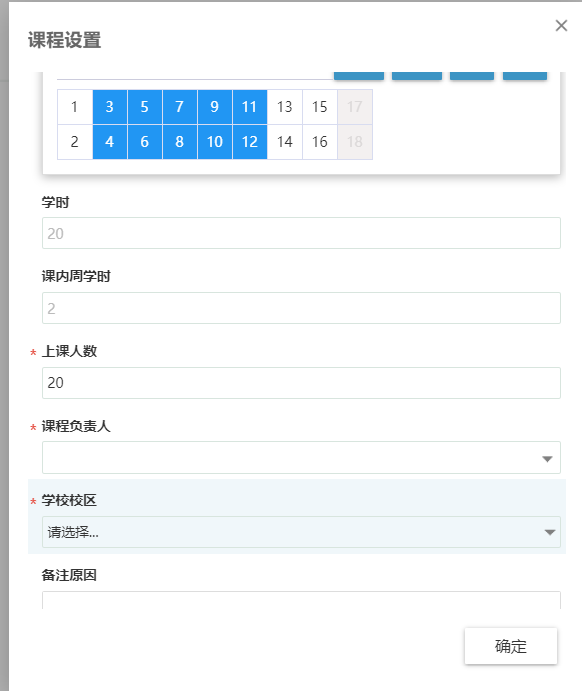 课程设置
1 3 5 7 9 11 13 15 17
2 4 6 8 10 12 14 16 18
学时
20
课内周学时
2
* 上课人数
20
* 课程负责人
* 学校校区
请选择...
备注原因
确定